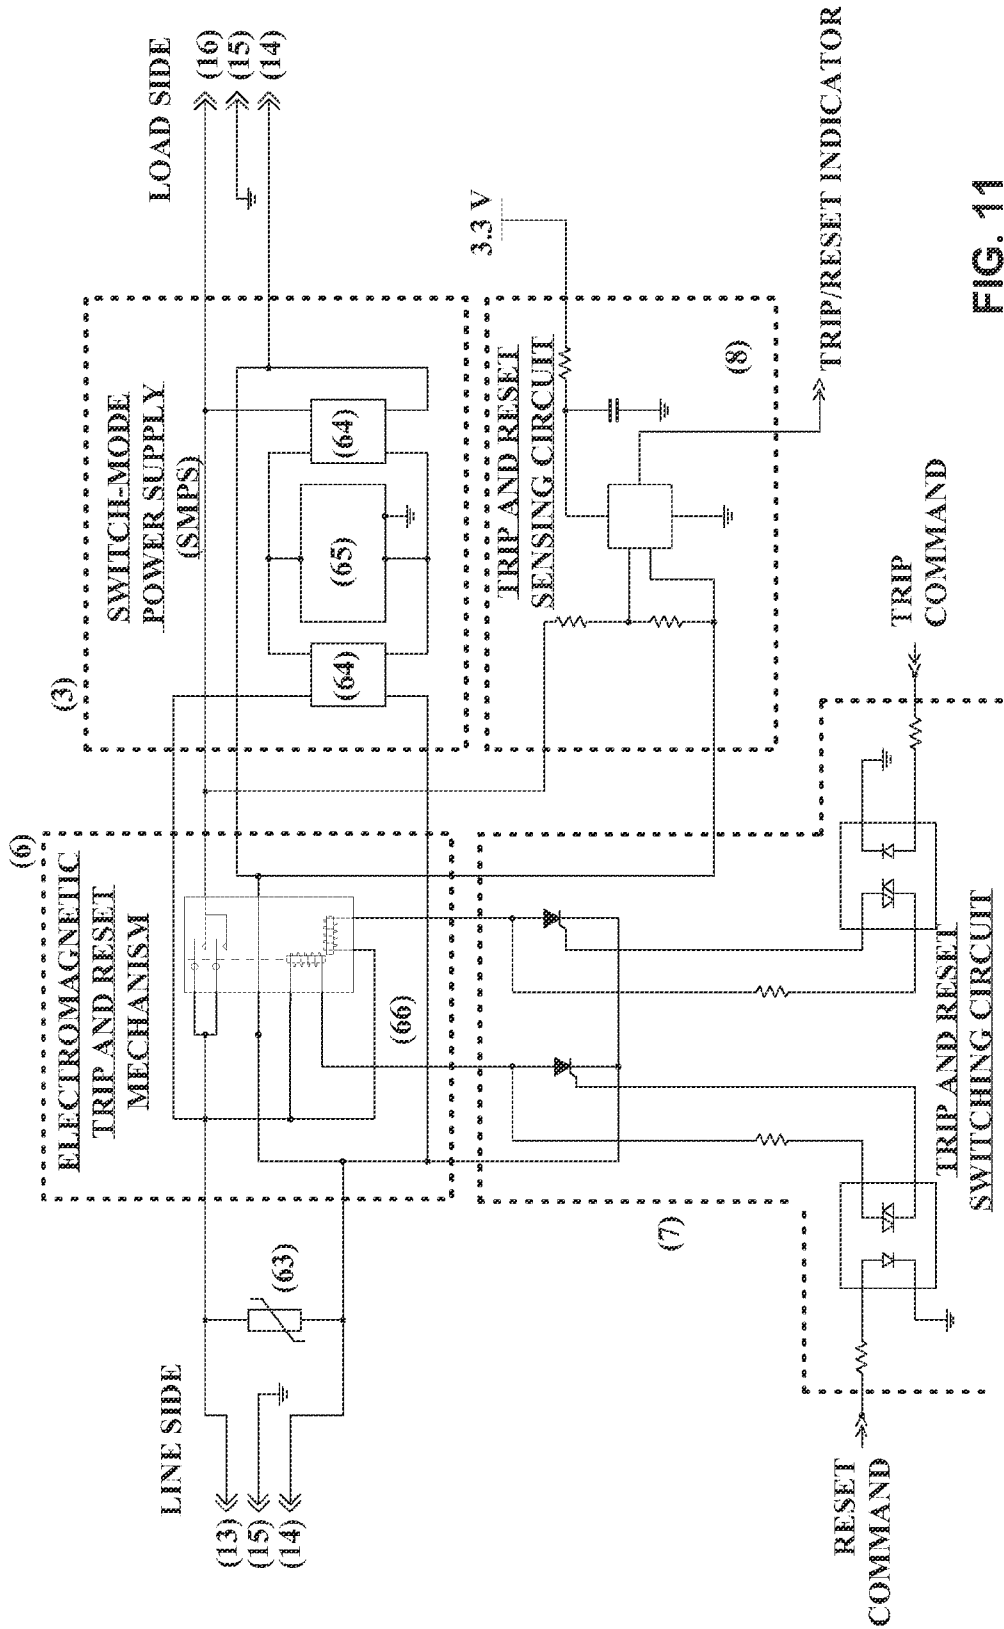 LINE SIDE
(13)
(15)
(14)
(63)
(6)
ELECTROMAGNETIC
TRIP AND RESET
MECHANISM
(66)
(3)
SWITCH-MODE
POWER SUPPLY
(SMPS)
(64)
(65)
(64)
LOAD SIDE
(16)
(15)
(14)
TRIP AND RESET
SENSING CIRCUIT
(8)
3.3 V
TRIP/RESET INDICATOR
(7)
RESET
COMMAND
TRIP AND RESET
SWITCHING CIRCUIT
TRIP
COMMAND
FIG. 11